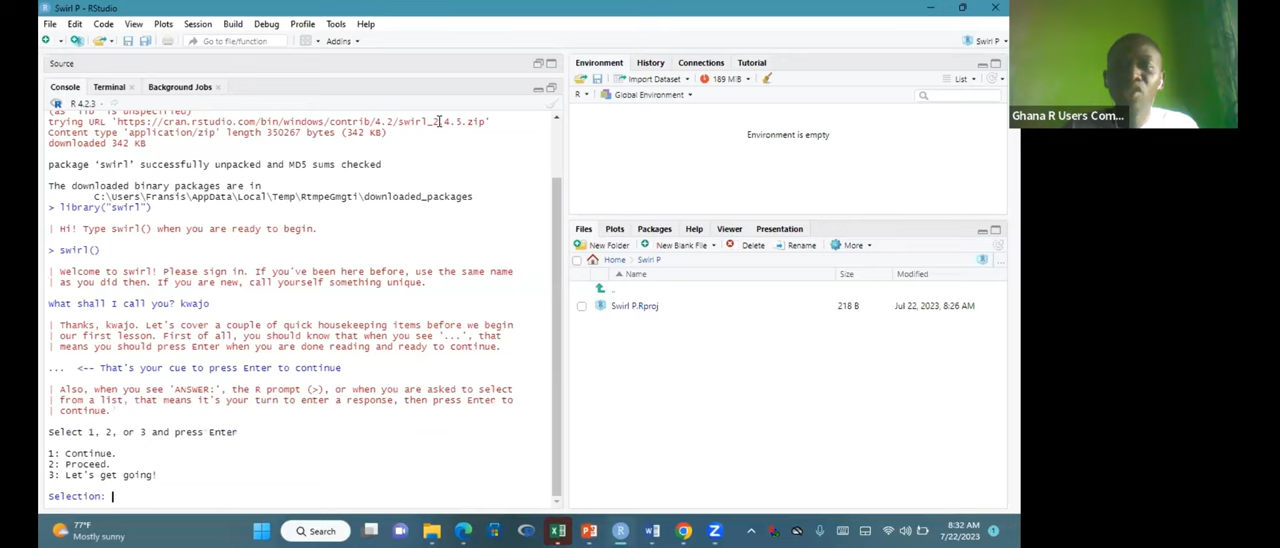 Swirl P - RStudio
File Edit Code View Plots Session Build Debug Profile Tools Help
Go to file/function Addins Swirl P
Source
Console Terminal Background Jobs
R 4.2.3 ·
(as 'lib' is unspecified)
trying URL 'https://cran.rstudio.com/bin/windows/contrib/4.2/swirl_2.4.5.zip'
Content type 'application/zip' length 350267 bytes (342 KB)
downloaded 342 KB
package 'swirl' successfully unpacked and MD5 sums checked
The downloaded binary packages are in
C:\Users\Fransis\AppData\Local\Temp\RtmpeGmgti\downloaded_packages
> library("swirl")
| Hi! Type swirl() when you are ready to begin.
> swirl()
| Welcome to swirl! Please sign in. If you've been here before, use the same name
| as you did then. If you are new, call yourself something unique.
What shall I call you? kwajo
| Thanks, kwajo. Let's cover a couple of quick housekeeping items before we begin
| our first lesson. First of all, you should know that when you see '...', that
| means you should press Enter when you are done reading and ready to continue.
... <-- That's your cue to press Enter to continue
| Also, when you see 'ANSWER:', the R prompt (>), or when you are asked to select
| from a list, that means it's your turn to enter a response, then press Enter to
| continue.
Select 1, 2, or 3 and press Enter
1: Continue.
2: Proceed.
3: Let's get going!
Selection:
Environment History Connections Tutorial
Import Dataset 189 MiB List
R Global Environment
Environment is empty
Files Plots Packages Help Viewer Presentation
New Folder New Blank File Delete Rename More
Home Swirl P
Name Size Modified
..
Swirl P.Rproj 218 B Jul 22, 2023, 8:26 AM
Ghana R Users Com...
77°F
Mostly sunny
Search
8:32 AM
7/22/2023
1